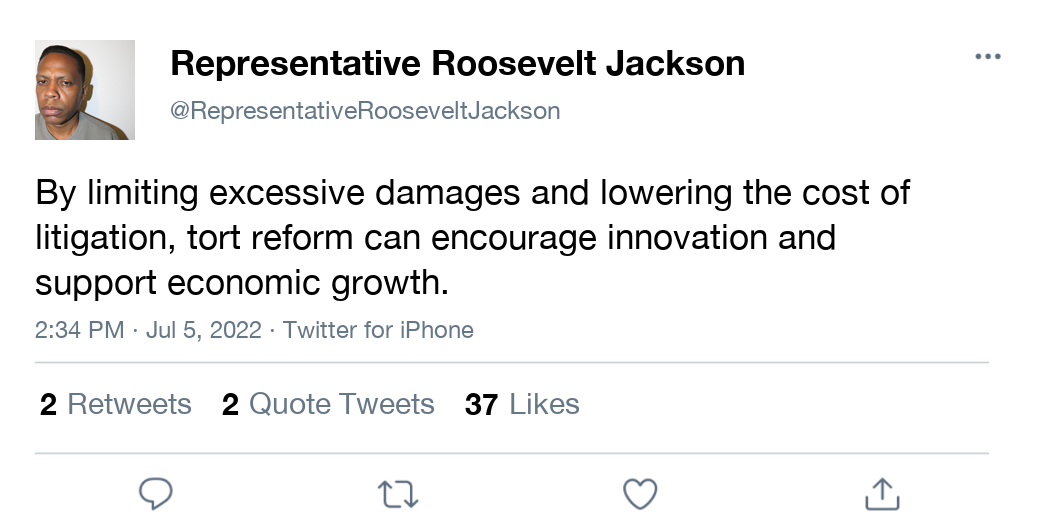 Representative Roosevelt Jackson
@RepresentativeRooseveltJackson
By limiting excessive damages and lowering the cost of
litigation, tort reform can encourage innovation and
support economic growth.
2:34 PM · Jul 5, 2022 · Twitter for iPhone
2 Retweets 2 Quote Tweets 37 Likes